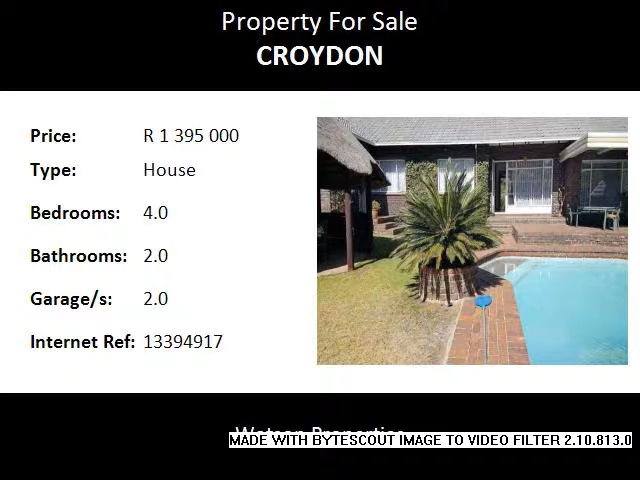 Property For Sale
CROYDON
Price: R 1 395 000
Type: House
Bedrooms: 4.0
Bathrooms: 2.0
Garage/s: 2.0
Internet Ref: 13394917
Properties
MADE WITH BYTESCOUT IMAGE TO VIDEO FILTER 2.10.813.0